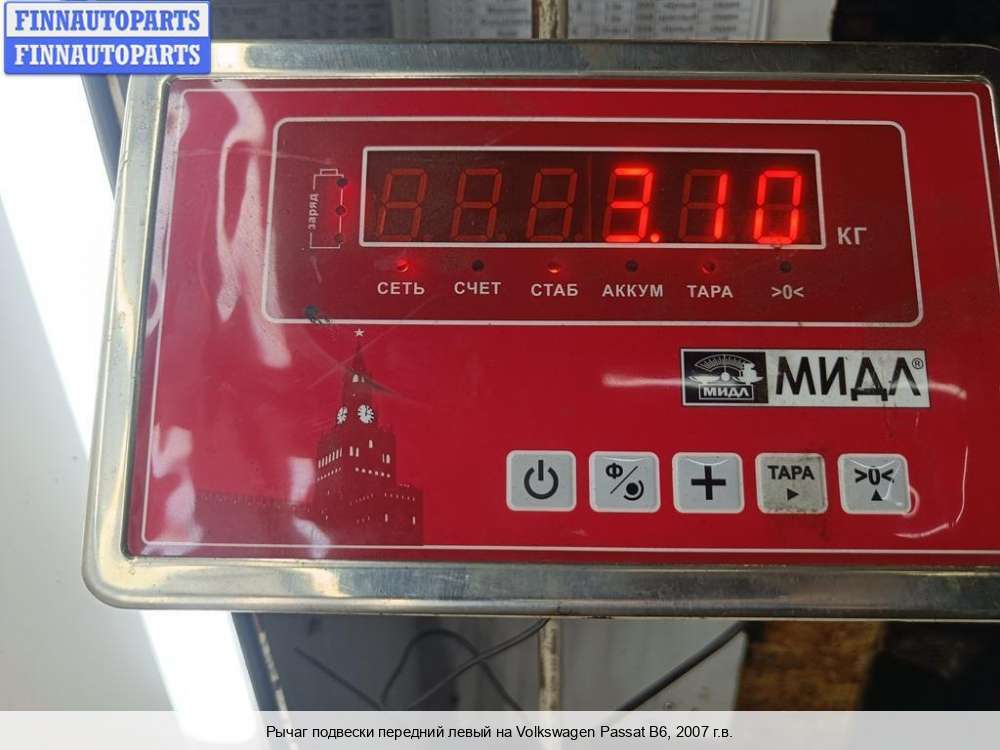 FINNAUTOPARTS
FINNAUTOPARTS
заряд
3.10
КГ
СЕТЬ СЧЕТ СТАБ АККУМ ТАРА >0<
МИДЛ МИДЛ®
Ф ТАРА >0<
Рычаг подвески передний левый на Volkswagen Passat B6, 2007 г.в.